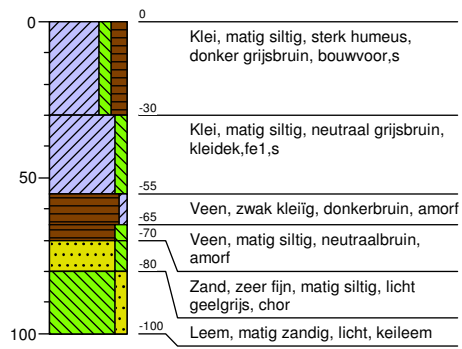 0
0
Klei, matig siltig, sterk humeus,
donker grijsbruin, bouwvoor,s
-30
Klei, matig siltig, neutraal grijsbruin,
kleidek,fe1,s
50
-55
Veen, zwak kleiïg, donkerbruin, amorf
-65
Veen, matig siltig, neutraalbruin,
amorf
-70
-80
Zand, zeer fijn, matig siltig, licht
geelgrijs, chor
100
-100
Leem, matig zandig, licht, keileem